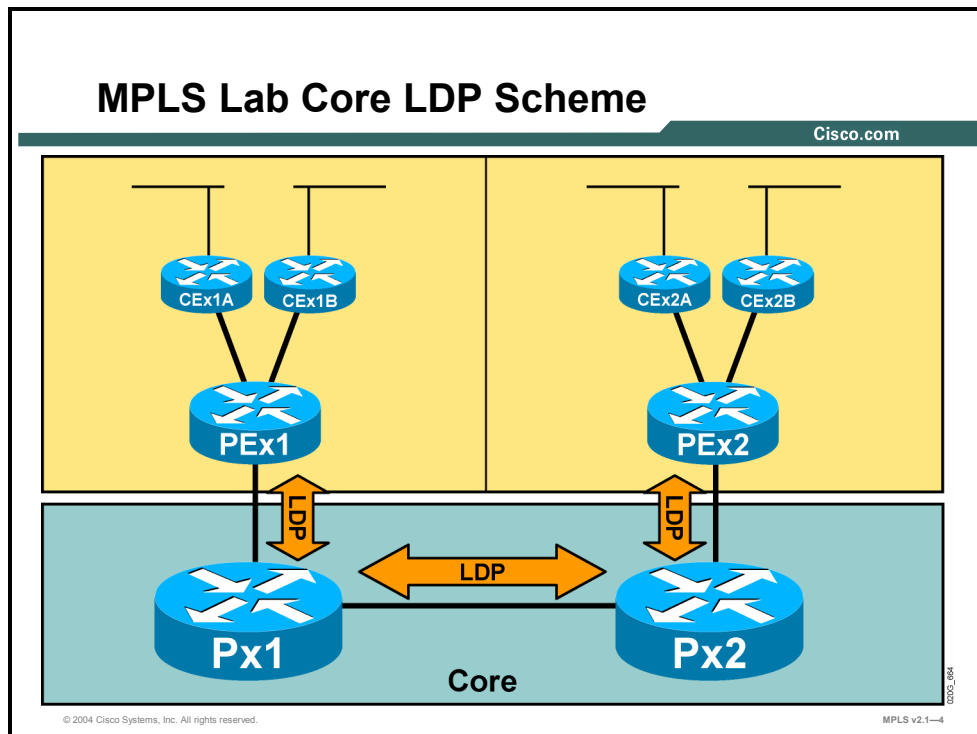 MPLS Lab Core LDP Scheme
Cisco.com
CEx1A
CEx1B
CEx2A
CEx2B
PEx1
PEx2
LDP
LDP
LDP
Px1
Px2
Core
020G_664
© 2004 Cisco Systems, Inc. All rights reserved.
MPLS v2.1—4